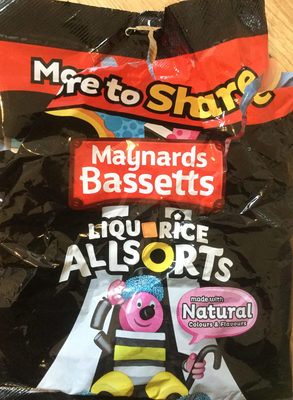 More to Share
Maynards
Bassetts
LIQUORICE
ALLSORTS
made with
Natural
Colours & Flavours